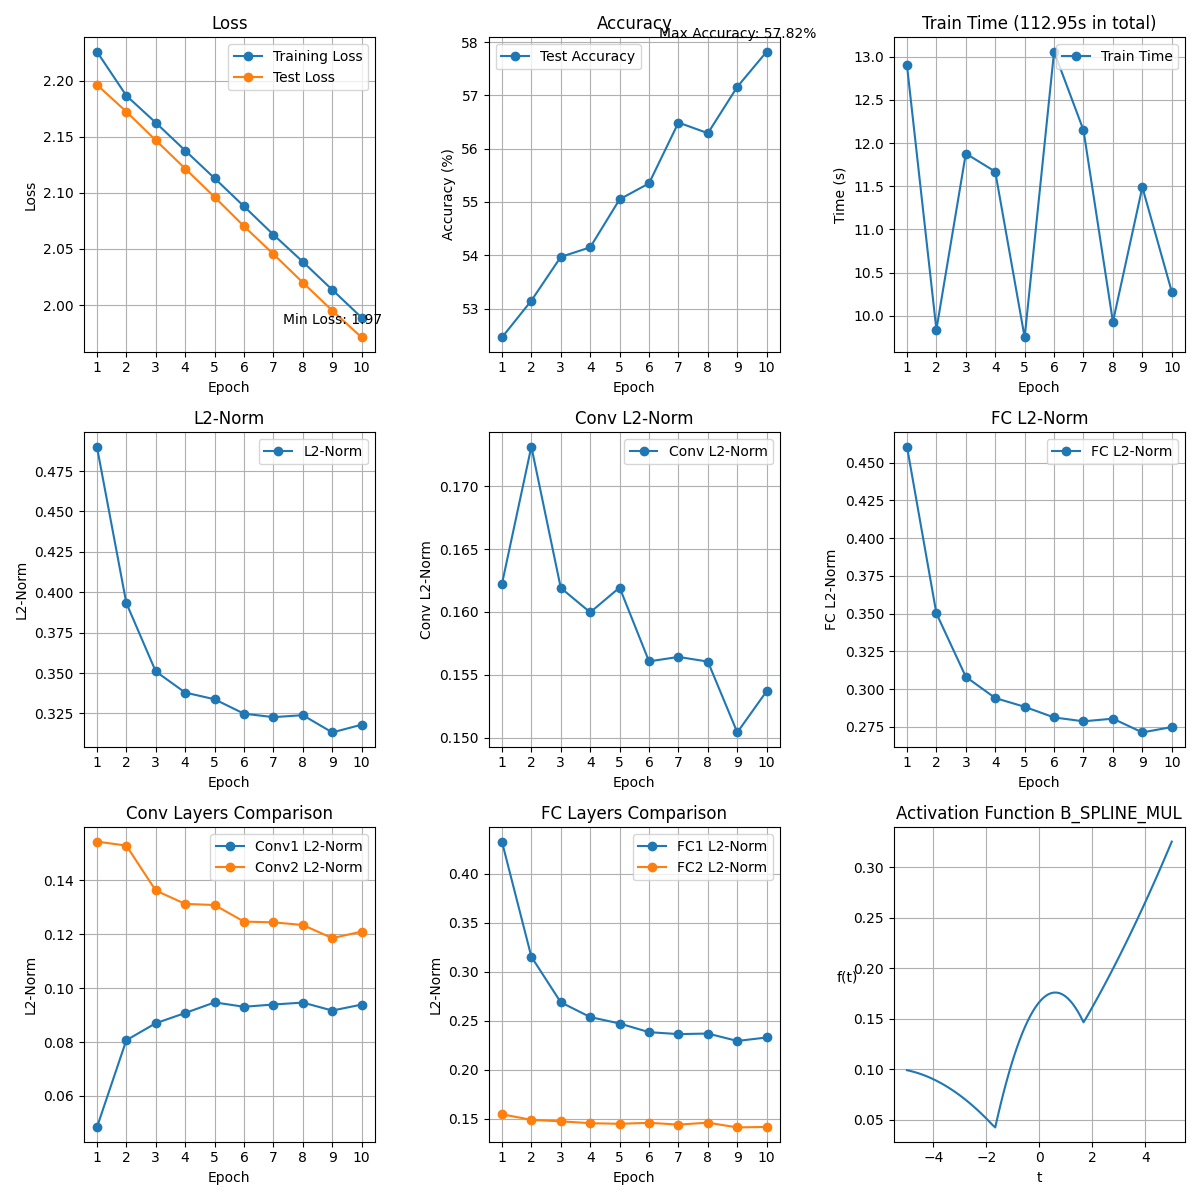 Loss
Training Loss
Test Loss
2.20
2.15
2.10
2.05
2.00
Loss
Min Loss: 1.97
1 2 3 4 5 6 7 8 9 10
Epoch
Accuracy
Max Accuracy: 57.82%
Test Accuracy
58
57
56
55
54
53
Accuracy (%)
1 2 3 4 5 6 7 8 9 10
Epoch
Train Time (112.95s in total)
Train Time
13.0
12.5
12.0
11.5
11.0
10.5
10.0
Time (s)
1 2 3 4 5 6 7 8 9 10
Epoch
L2-Norm
L2-Norm
0.475
0.450
0.425
0.400
0.375
0.350
0.325
L2-Norm
1 2 3 4 5 6 7 8 9 10
Epoch
Conv L2-Norm
Conv L2-Norm
0.170
0.165
0.160
0.155
0.150
Conv L2-Norm
1 2 3 4 5 6 7 8 9 10
Epoch
FC L2-Norm
FC L2-Norm
0.450
0.425
0.400
0.375
0.350
0.325
0.300
0.275
FC L2-Norm
1 2 3 4 5 6 7 8 9 10
Epoch
Conv Layers Comparison
Conv1 L2-Norm
Conv2 L2-Norm
0.14
0.12
0.10
0.08
0.06
L2-Norm
1 2 3 4 5 6 7 8 9 10
Epoch
FC Layers Comparison
FC1 L2-Norm
FC2 L2-Norm
0.40
0.35
0.30
0.25
0.20
0.15
L2-Norm
1 2 3 4 5 6 7 8 9 10
Epoch
Activation Function B_SPLINE_MUL
0.30
0.25
0.20
0.15
0.10
0.05
f(t)
−4 −2 0 2 4
t